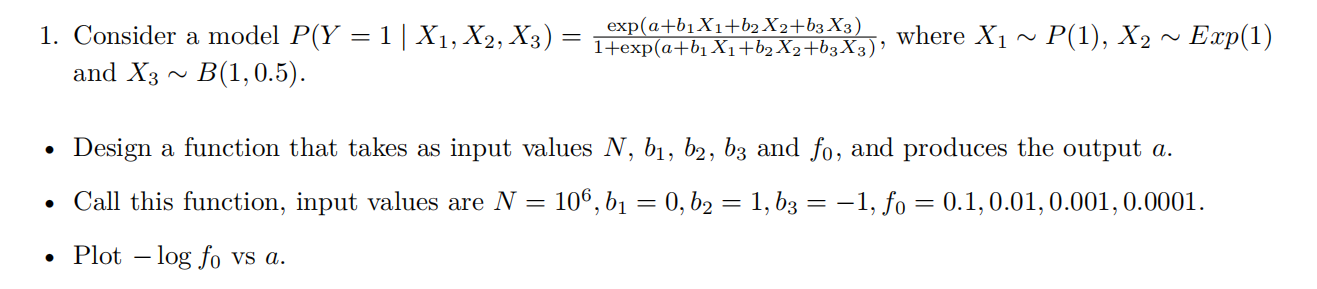 1. Consider a model P(Y = 1 | X₁, X₂, X₃) = exp(a+b₁X₁+b₂X₂+b₃X₃) / 1+exp(a+b₁X₁+b₂X₂+b₃X₃), where X₁ ∼ P(1), X₂ ∼ Exp(1)
and X₃ ∼ B(1, 0.5).
• Design a function that takes as input values N, b₁, b₂, b₃ and f₀, and produces the output a.
• Call this function, input values are N = 10⁶, b₁ = 0, b₂ = 1, b₃ = −1, f₀ = 0.1, 0.01, 0.001, 0.0001.
• Plot − log f₀ vs a.